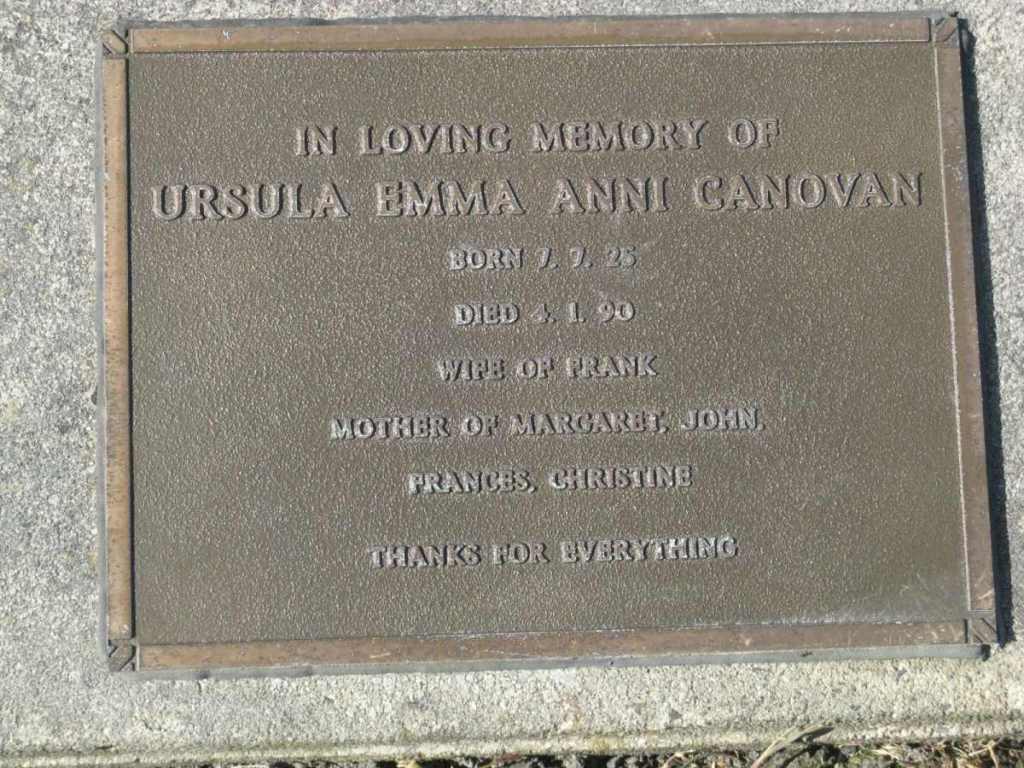 IN LOVING MEMORY OF
URSULA EMMA ANNI CANOVAN
BORN 7. 7. 25
DIED 4. 1. 90
WIFE OF FRANK
MOTHER OF MARGARET, JOHN,
FRANCES, CHRISTINE
THANKS FOR EVERYTHING